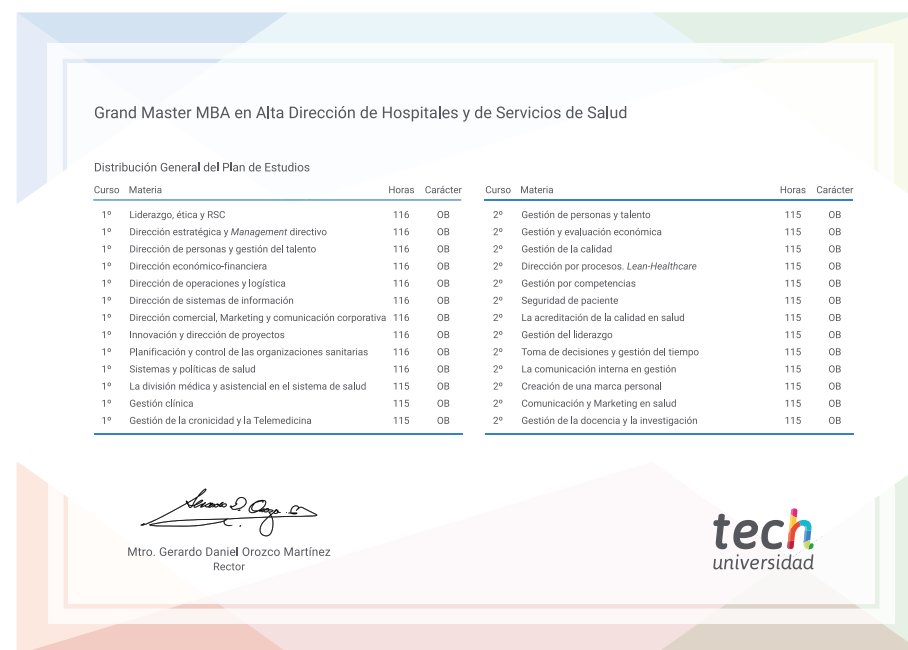 Grand Master MBA en Alta Dirección de Hospitales y de Servicios de Salud
Distribución General del Plan de Estudios
Curso Materia Horas Carácter
1º Liderazgo, ética y RSC 116 OB
1º Dirección estratégica y Management directivo 116 OB
1º Dirección de personas y gestión del talento 116 OB
1º Dirección económico-financiera 116 OB
1º Dirección de operaciones y logística 116 OB
1º Dirección de sistemas de información 116 OB
1º Dirección comercial, Marketing y comunicación corporativa 116 OB
1º Innovación y dirección de proyectos 116 OB
1º Planificación y control de las organizaciones sanitarias 116 OB
1º Sistemas y políticas de salud 116 OB
1º La división médica y asistencial en el sistema de salud 115 OB
1º Gestión clínica 115 OB
1º Gestión de la cronicidad y la Telemedicina 115 OB
Curso Materia Horas Carácter
2º Gestión de personas y talento 115 OB
2º Gestión y evaluación económica 115 OB
2º Gestión de la calidad 115 OB
2º Dirección por procesos. Lean-Healthcare 115 OB
2º Gestión por competencias 115 OB
2º Seguridad de paciente 115 OB
2º La acreditación de la calidad en salud 115 OB
2º Gestión del liderazgo 115 OB
2º Toma de decisiones y gestión del tiempo 115 OB
2º La comunicación interna en gestión 115 OB
2º Creación de una marca personal 115 OB
2º Comunicación y Marketing en salud 115 OB
2º Gestión de la docencia y la investigación 115 OB
Mtro. Gerardo Daniel Orozco Martínez
Rector
tech
universidad